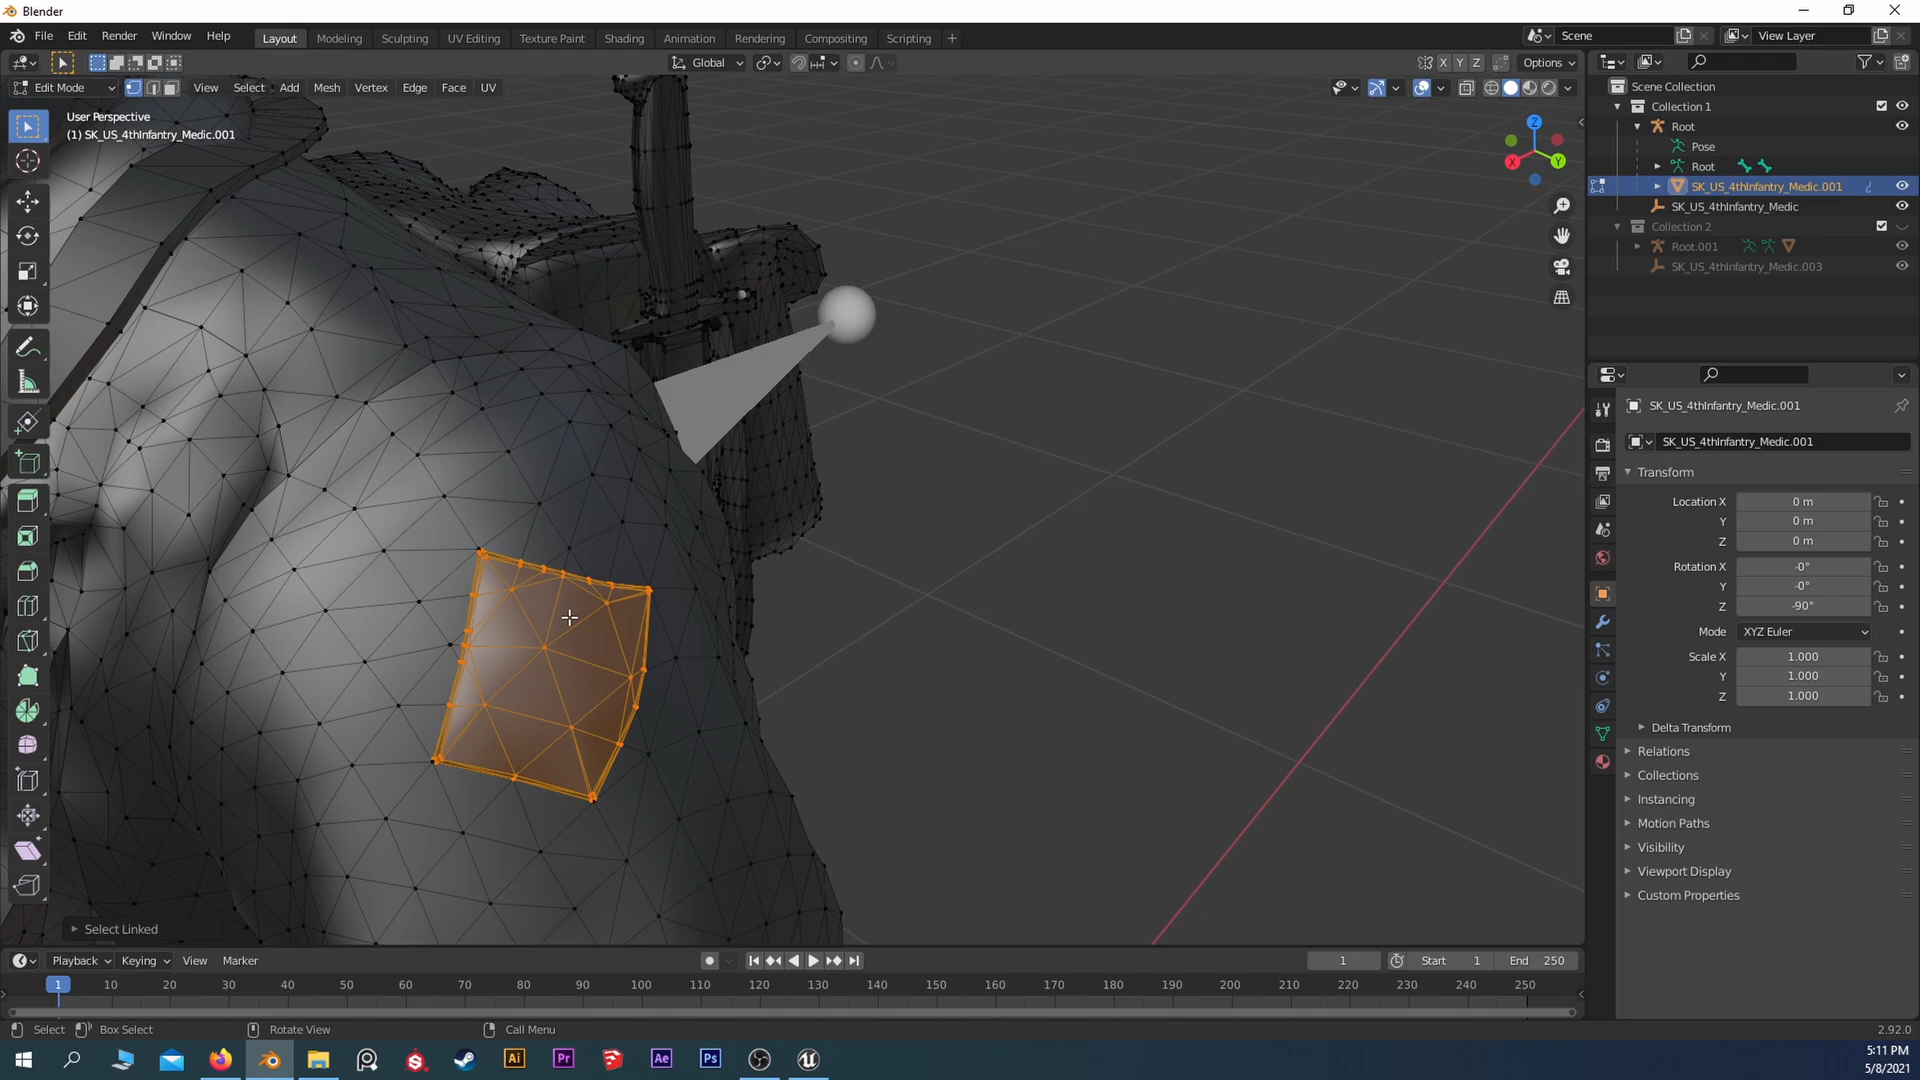 Blender
File Edit Render Window Help
Layout Modeling Sculpting UV Editing Texture Paint Shading Animation Rendering Compositing Scripting +
Scene
View Layer
Global
X Y Z
Options
Edit Mode
View Select Add Mesh Vertex Edge Face UV
User Perspective
(1) SK_US_4thInfantry_Medic.001
Z
X
Y
Select Linked
Scene Collection
Collection 1
Root
Pose
Root
SK_US_4thInfantry_Medic.001
SK_US_4thInfantry_Medic
Collection 2
Root.001
SK_US_4thInfantry_Medic.003
SK_US_4thInfantry_Medic.001
SK_US_4thInfantry_Medic.001
Transform
Location X 0 m
Y 0 m
Z 0 m
Rotation X -0°
Y -0°
Z -90°
Mode XYZ Euler
Scale X 1.000
Y 1.000
Z 1.000
Delta Transform
Relations
Collections
Instancing
Motion Paths
Visibility
Viewport Display
Custom Properties
Playback Keying View Marker
1 Start 1 End 250
1 10 20 30 40 50 60 70 80 90 100 110 120 130 140 150 160 170 180 190 200 210 220 230 240 250
Select Box Select Rotate View Call Menu 2.92.0
Ai Pr Ae Ps
5:11 PM
5/8/2021